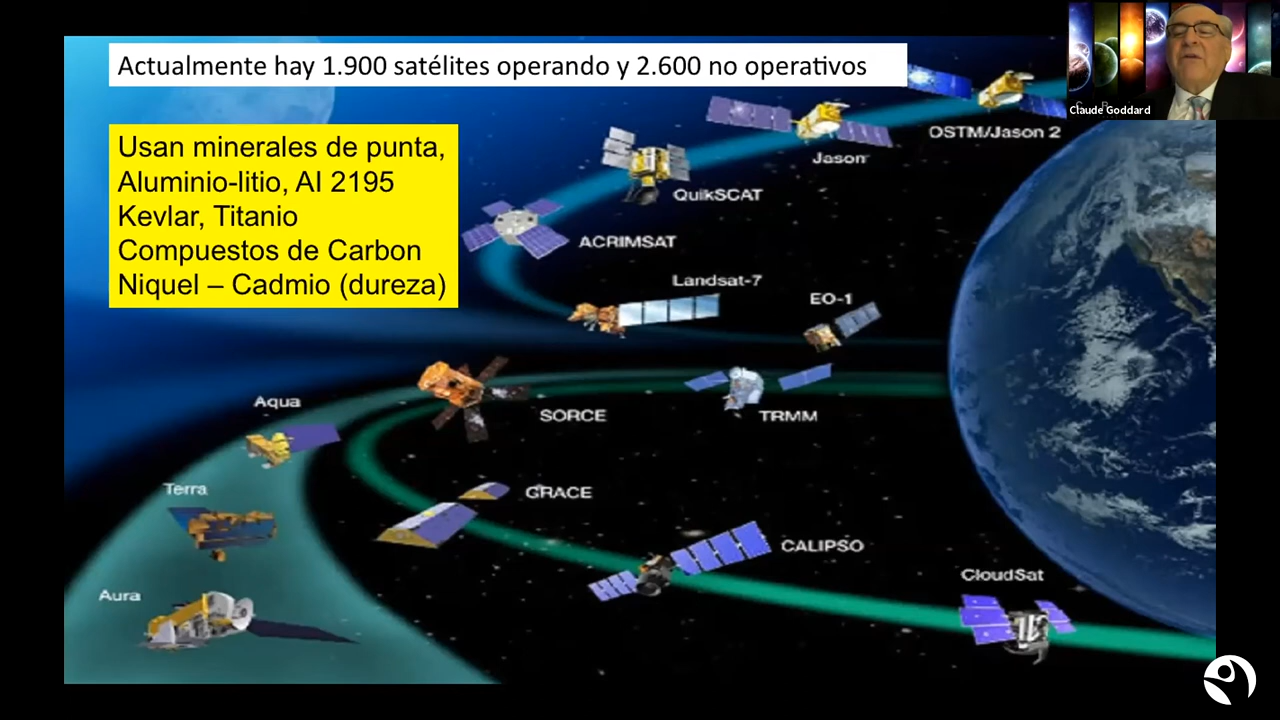 Actualmente hay 1.900 satélites operando y 2.600 no operativos
Claude Goddard
Usan minerales de punta,
Aluminio-litio, Al 2195
Kevlar, Titanio
Compuestos de Carbon
Niquel – Cadmio (dureza)
OSTM/Jason 2
Jason
QuikSCAT
ACRIMSAT
Landsat-7
EO-1
Aqua
SORCE
TRMM
Terra
GRACE
CALIPSO
CloudSat
Aura